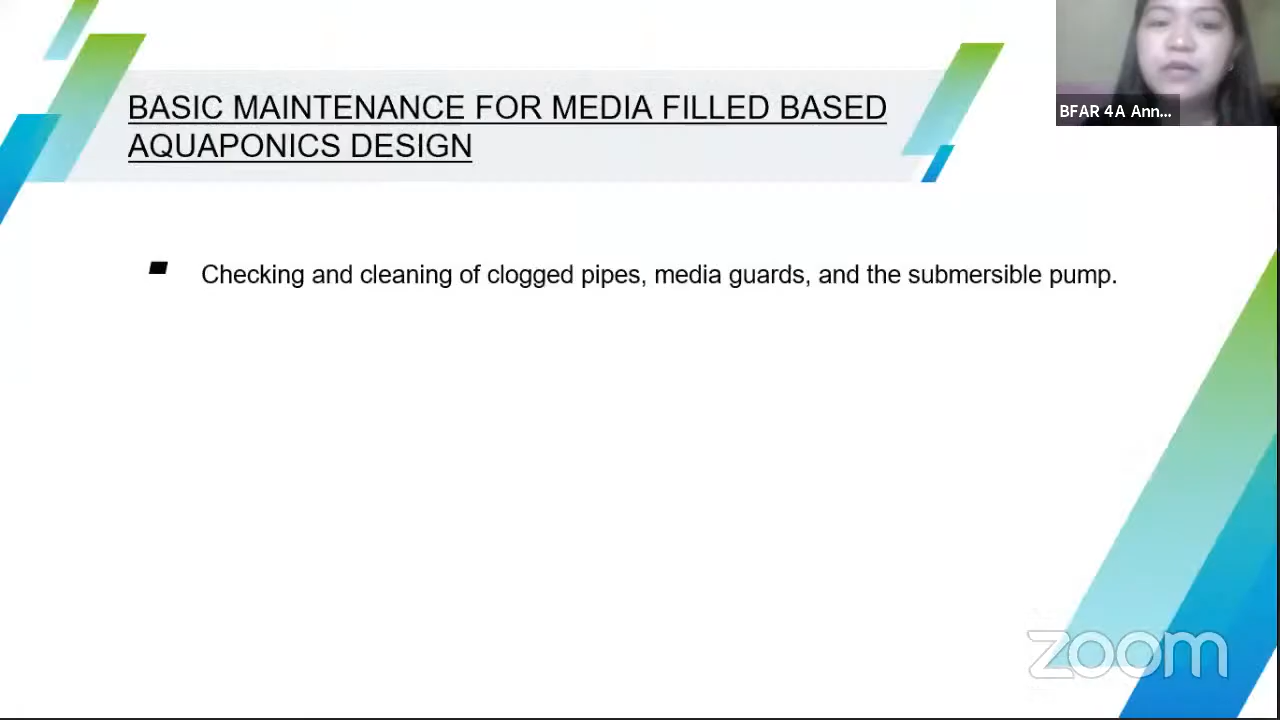 BASIC MAINTENANCE FOR MEDIA FILLED BASED
AQUAPONICS DESIGN
BFAR 4A Ann...
Checking and cleaning of clogged pipes, media guards, and the submersible pump.
zoom